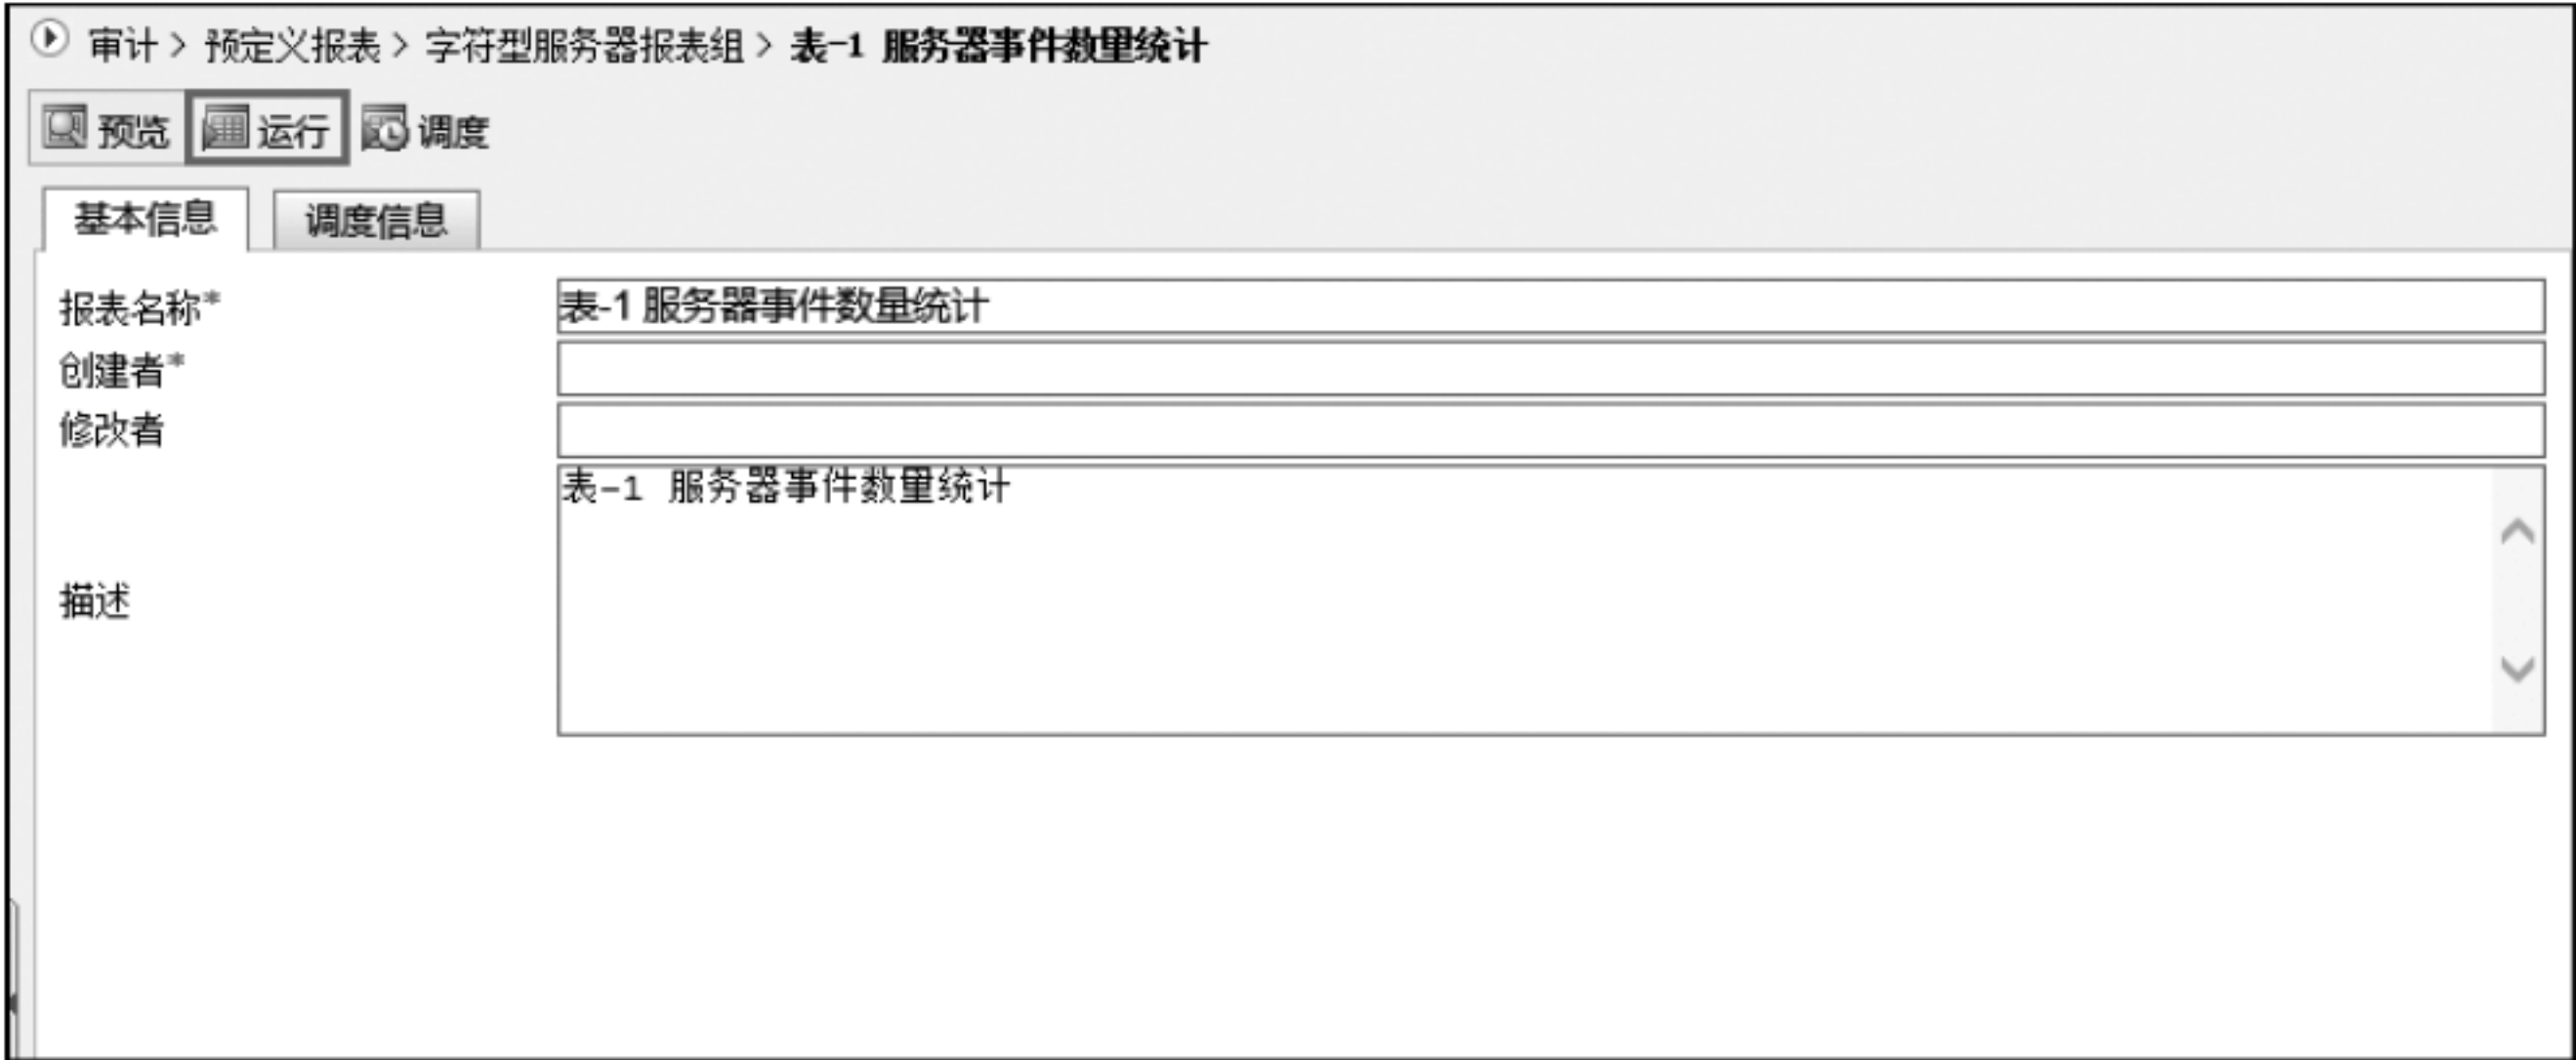 审计 > 预定义报表 > 字符型服务器报表组 > 表-1 服务器事件数量统计
预览 运行 调度
基本信息 调度信息
报表名称* 表-1 服务器事件数量统计
创建者*
修改者
表-1 服务器事件数量统计
描述